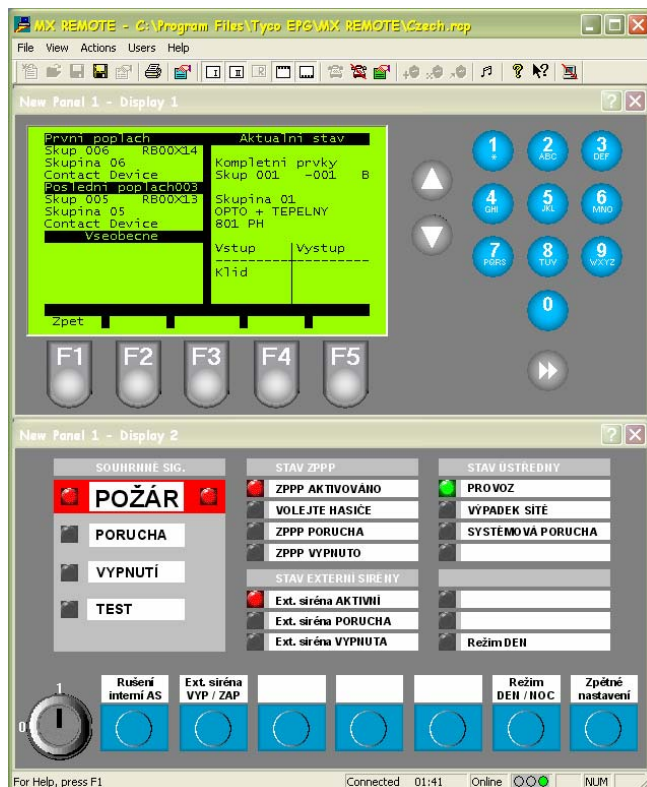 MX REMOTE - C:\Program Files\Tyco EPG\MX REMOTE\Czech.rcp
File View Actions Users Help
New Panel 1 - Display 1
První poplach
Skup 006 RB00X14
Skupina 06
Contact Device
Poslední poplach003
Skup 005 RB00X13
Skupina 05
Contact Device
Vseobecne
Aktualní stav
Kompletní prvky
Skup 001 -001 B
Skupina 01
OPTO + TEPELNY
801 PH
Vstup Vystup
Klid
Zpet
F1 F2 F3 F4 F5
1 2 ABC 3 DEF
4 GHI 5 JKL 6 MNO
7 PQRS 8 TUV 9 WXYZ
0
New Panel 1 - Display 2
SOUHRNNÉ SIG.
POŽÁR
PORUCHA
VYPNUTÍ
TEST
STAV ZPPP
ZPPP AKTIVOVÁNO
VOLEJTE HASIČE
ZPPP PORUCHA
ZPPP VYPNUTO
STAV EXTERNÍ SIRÉNY
Ext. siréna AKTIVNÍ
Ext. siréna PORUCHA
Ext. siréna VYPNUTA
STAV ÚSTŘEDNY
PROVOZ
VÝPADEK SÍTĚ
SYSTÉMOVÁ PORUCHA
Režim DEN
1
0
Rušení
interní AS
Ext. siréna
VYP / ZAP
Režim
DEN / NOC
Zpětné
nastavení
For Help, press F1 Connected 01:41 Online NUM